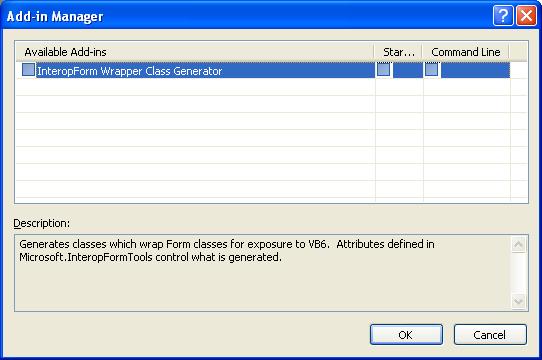 Add-in Manager
Available Add-ins Star... Command Line
InteropForm Wrapper Class Generator
Description:
Generates classes which wrap Form classes for exposure to VB6. Attributes defined in
Microsoft.InteropFormTools control what is generated.
OK Cancel